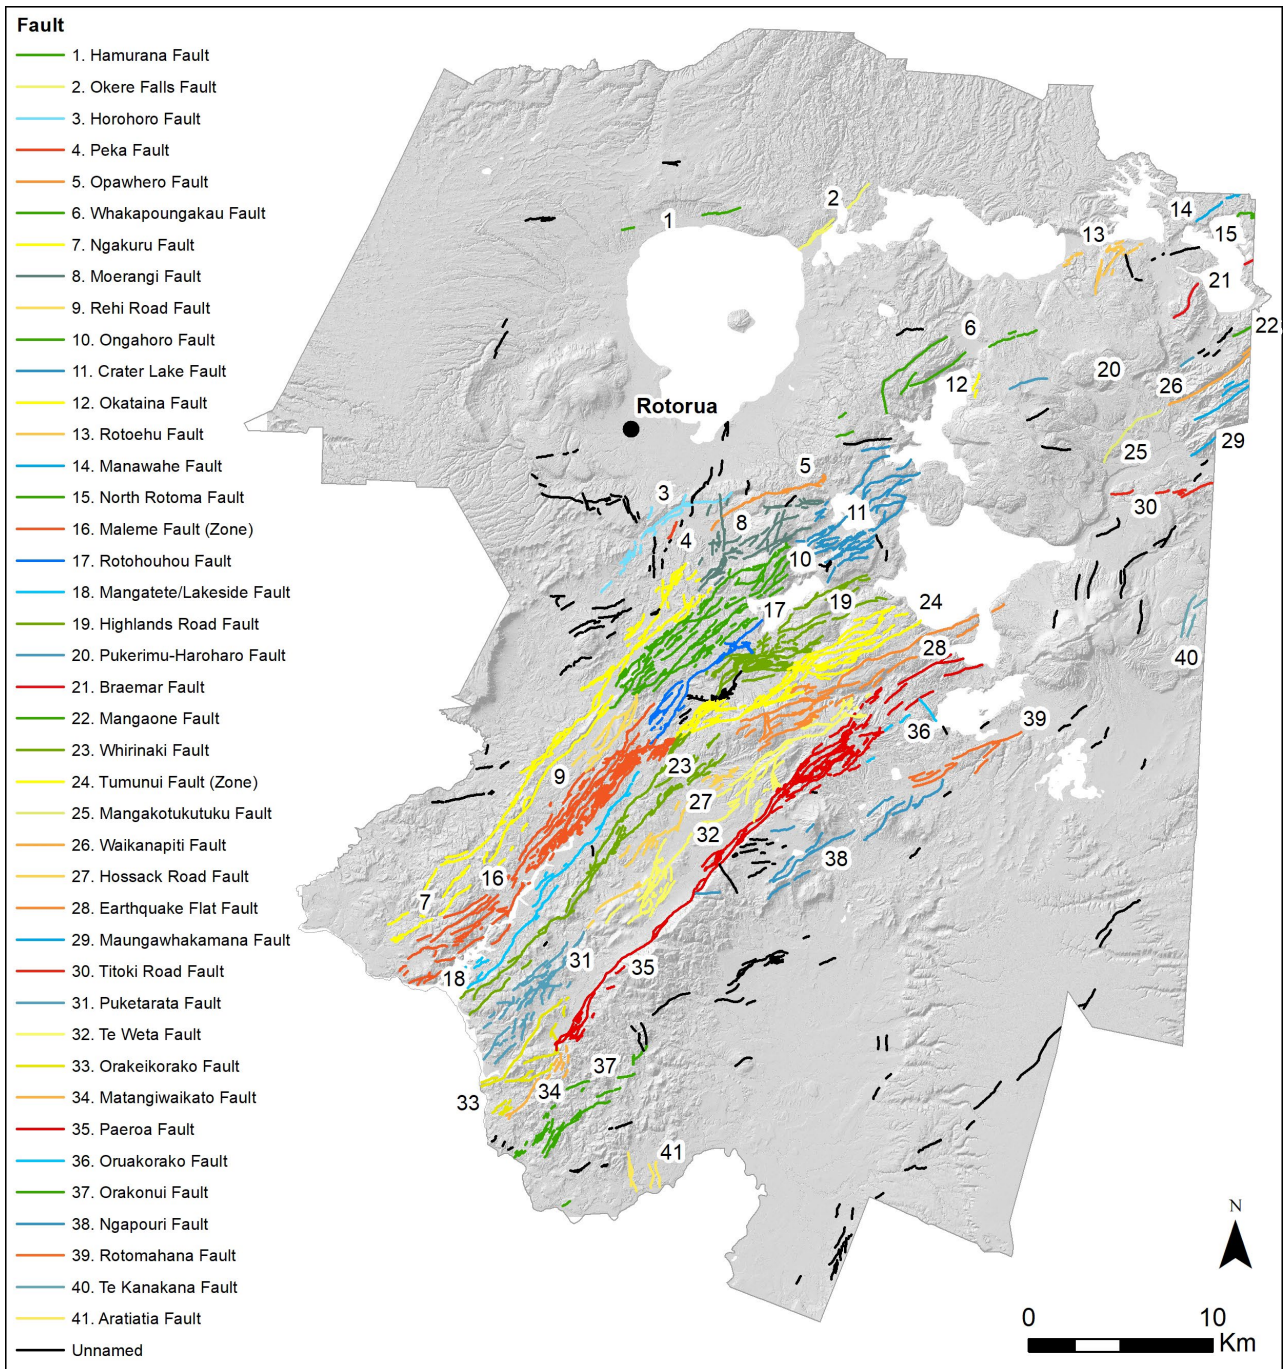 Fault
1. Hamurana Fault
2. Okere Falls Fault
3. Horohoro Fault
4. Peka Fault
5. Opawhero Fault
6. Whakapoungakau Fault
7. Ngakuru Fault
8. Moerangi Fault
9. Rehi Road Fault
10. Ongahoro Fault
11. Crater Lake Fault
12. Okataina Fault
13. Rotoehu Fault
14. Manawahe Fault
15. North Rotoma Fault
16. Maleme Fault (Zone)
17. Rotohouhou Fault
18. Mangatete/Lakeside Fault
19. Highlands Road Fault
20. Pukerimu-Haroharo Fault
21. Braemar Fault
22. Mangaone Fault
23. Whirinaki Fault
24. Tumunui Fault (Zone)
25. Mangakotukutuku Fault
26. Waikanapiti Fault
27. Hossack Road Fault
28. Earthquake Flat Fault
29. Maungawhakamana Fault
30. Titoki Road Fault
31. Puketarata Fault
32. Te Weta Fault
33. Orakeikorako Fault
34. Matangiwaikato Fault
35. Paeroa Fault
36. Oruakorako Fault
37. Orakonui Fault
38. Ngapouri Fault
39. Rotomahana Fault
40. Te Kanakana Fault
41. Aratiatia Fault
Unnamed
2
1
14
13
15
21
6
22
20
12
26
Rotorua
29
25
5
3
30
11
8
4
10
17
19
24
28
40
39
36
23
9
27
32
38
16
7
31
35
18
37
34
33
41
N
0 10
Km